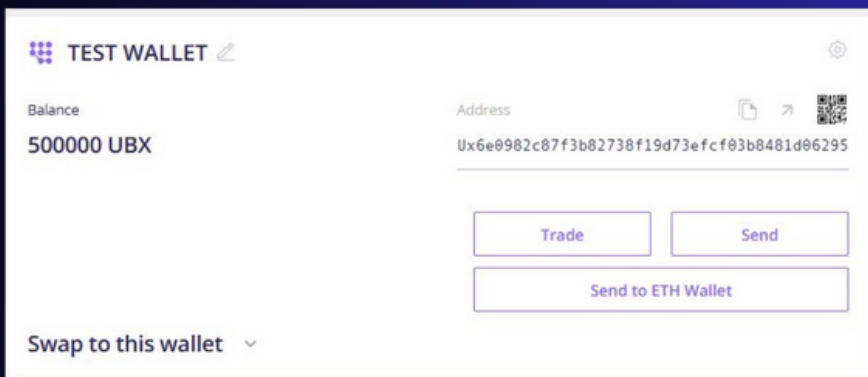 TEST WALLET
Balance
500000 UBX
Address
Ux6e0982c87f3b82738f19d73efcf03b8481d06295
Trade
Send
Send to ETH Wallet
Swap to this wallet